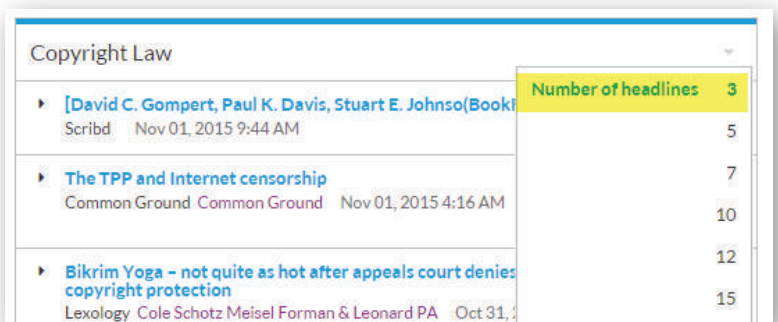 Copyright Law
Number of headlines 3
[David C. Gompert, Paul K. Davis, Stuart E. Johnso(Book
Scribd Nov 01, 2015 9:44 AM
5
The TPP and Internet censorship
7
Common Ground Common Ground Nov 01, 2015 4:16 AM
10
12
Bikrim Yoga – not quite as hot after appeals court denies
copyright protection
15
Lexology Cole Schotz Meisel Forman & Leonard PA Oct 31,